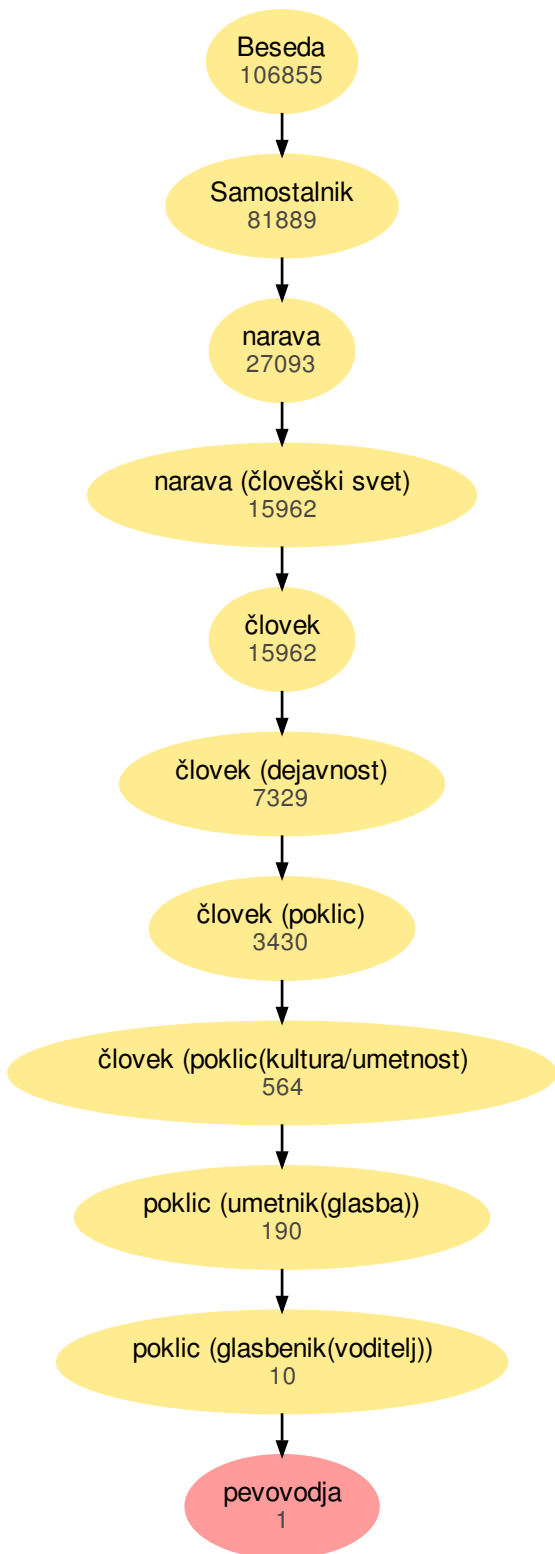 Beseda
106855
Samostalnik
81889
narava
27093
narava (človeški svet)
15962
človek
15962
človek (dejavnost)
7329
človek (poklic)
3430
človek (poklic(kultura/umetnost)
564
poklic (umetnik(glasba))
190
poklic (glasbenik(voditelj))
10
pevovodja
1